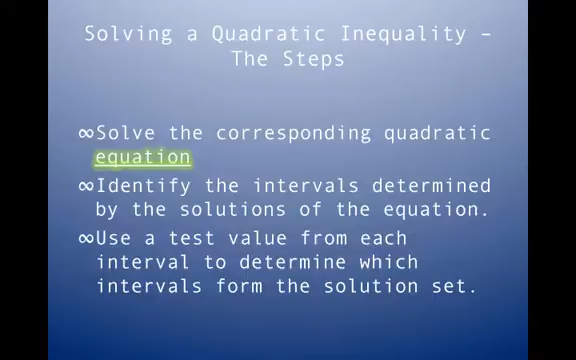 Solving a Quadratic Inequality –
The Steps
∞Solve the corresponding quadratic
equation
∞Identify the intervals determined
by the solutions of the equation.
∞Use a test value from each
interval to determine which
intervals form the solution set.